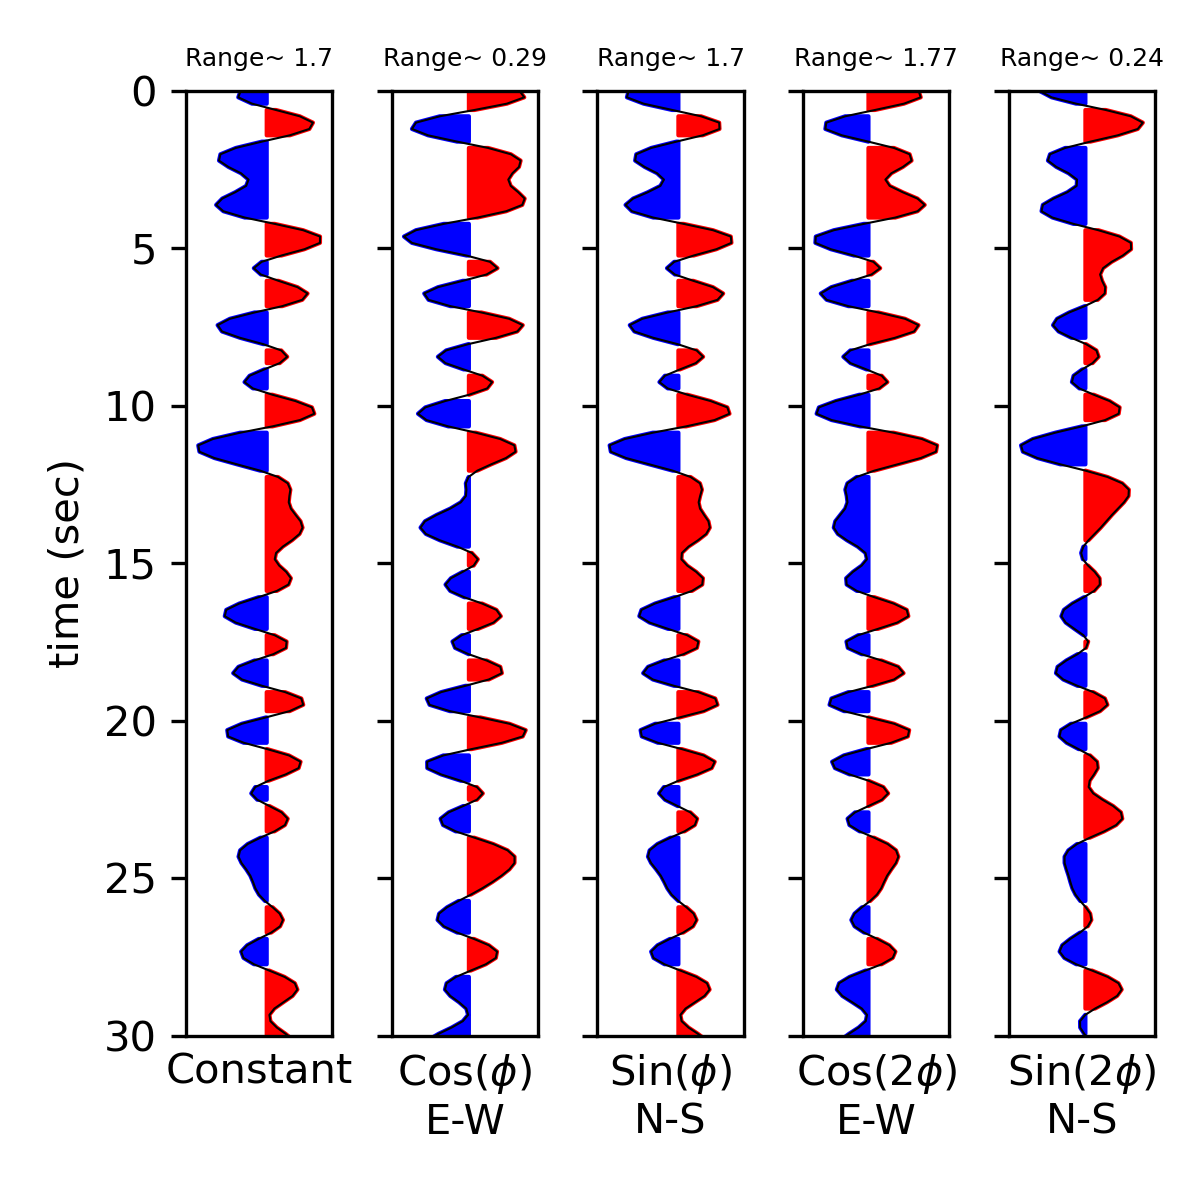 Range~ 1.7 Range~ 0.29 Range~ 1.7 Range~ 1.77 Range~ 0.24
0
5
10
15
20
25
30
time (sec)
Constant Cos(ϕ) Sin(ϕ) Cos(2ϕ) Sin(2ϕ)
E-W N-S E-W N-S